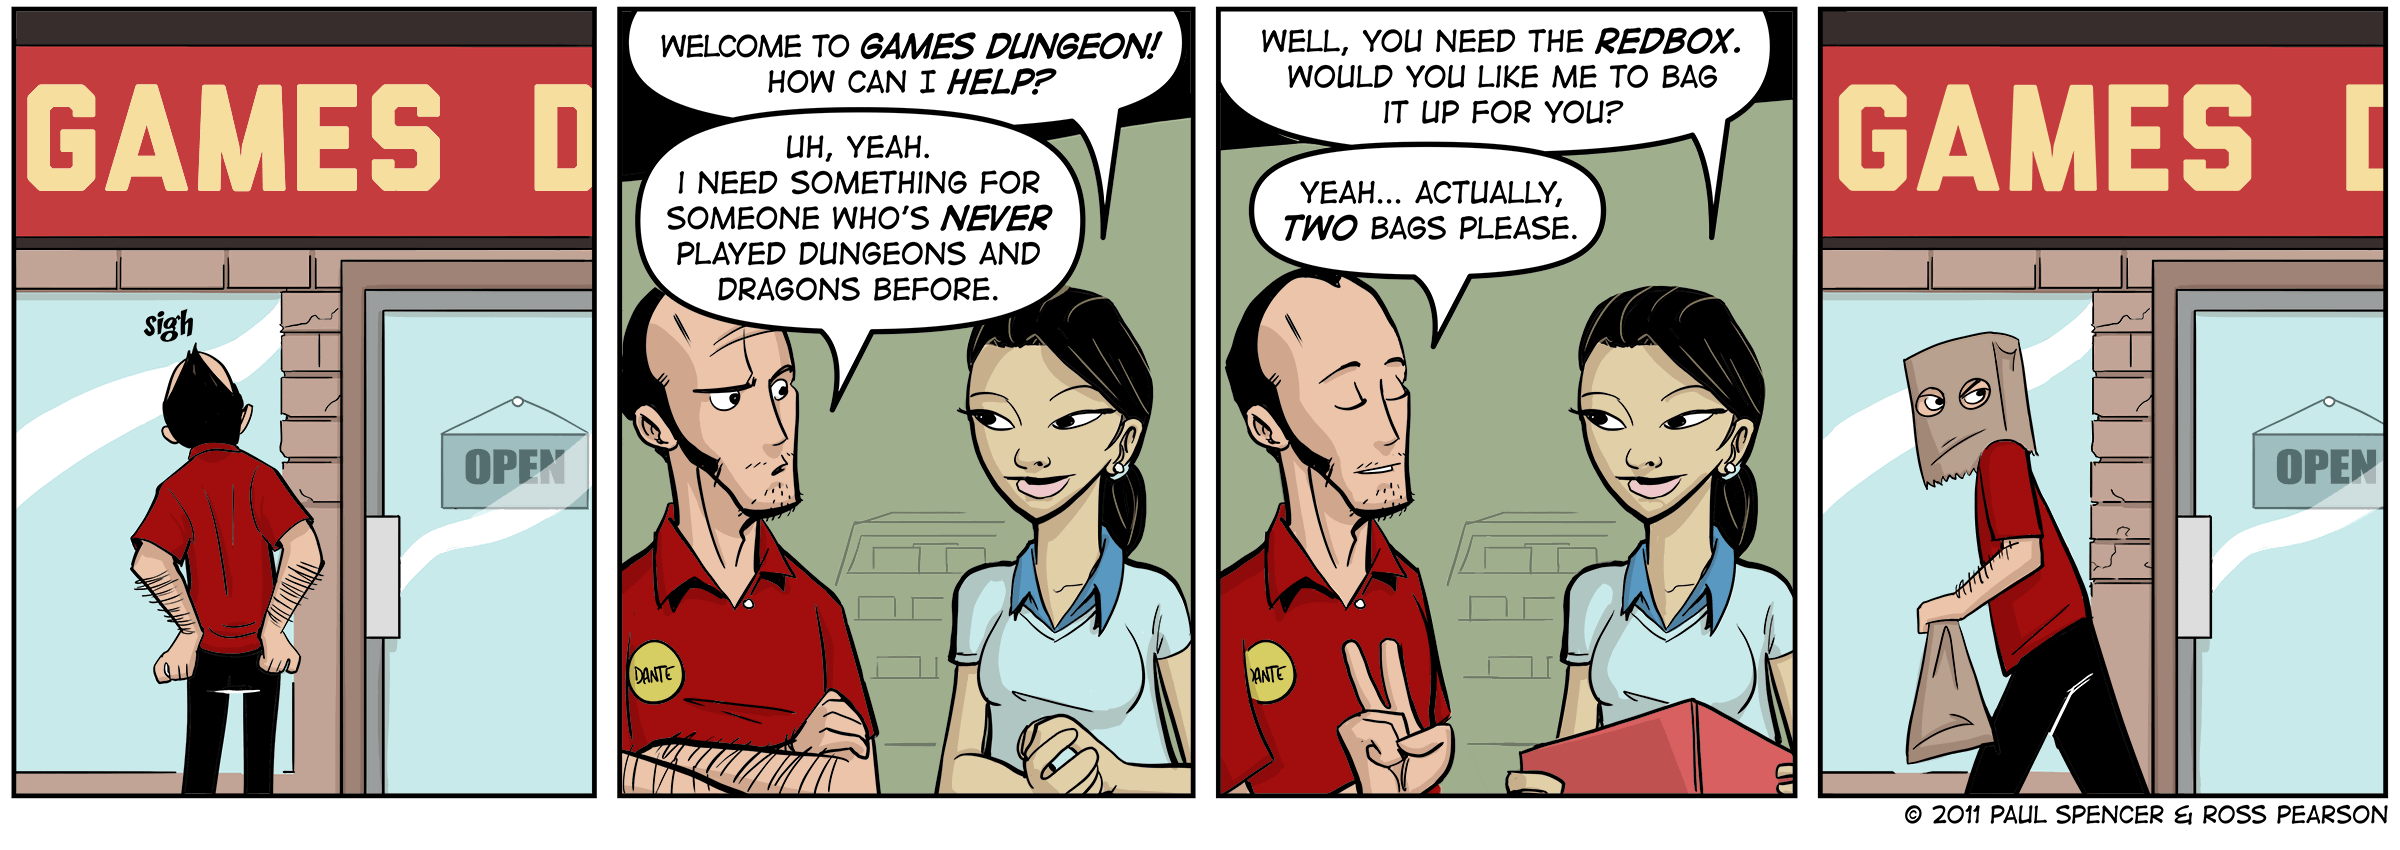 GAMES D
sigh
OPEN
WELCOME TO GAMES DUNGEON!
HOW CAN I HELP?
UH, YEAH.
I NEED SOMETHING FOR
SOMEONE WHO'S NEVER
PLAYED DUNGEONS AND
DRAGONS BEFORE.
DANTE
WELL, YOU NEED THE REDBOX.
WOULD YOU LIKE ME TO BAG
IT UP FOR YOU?
YEAH... ACTUALLY,
TWO BAGS PLEASE.
DANTE
GAMES D
OPEN
© 2011 PAUL SPENCER & ROSS PEARSON